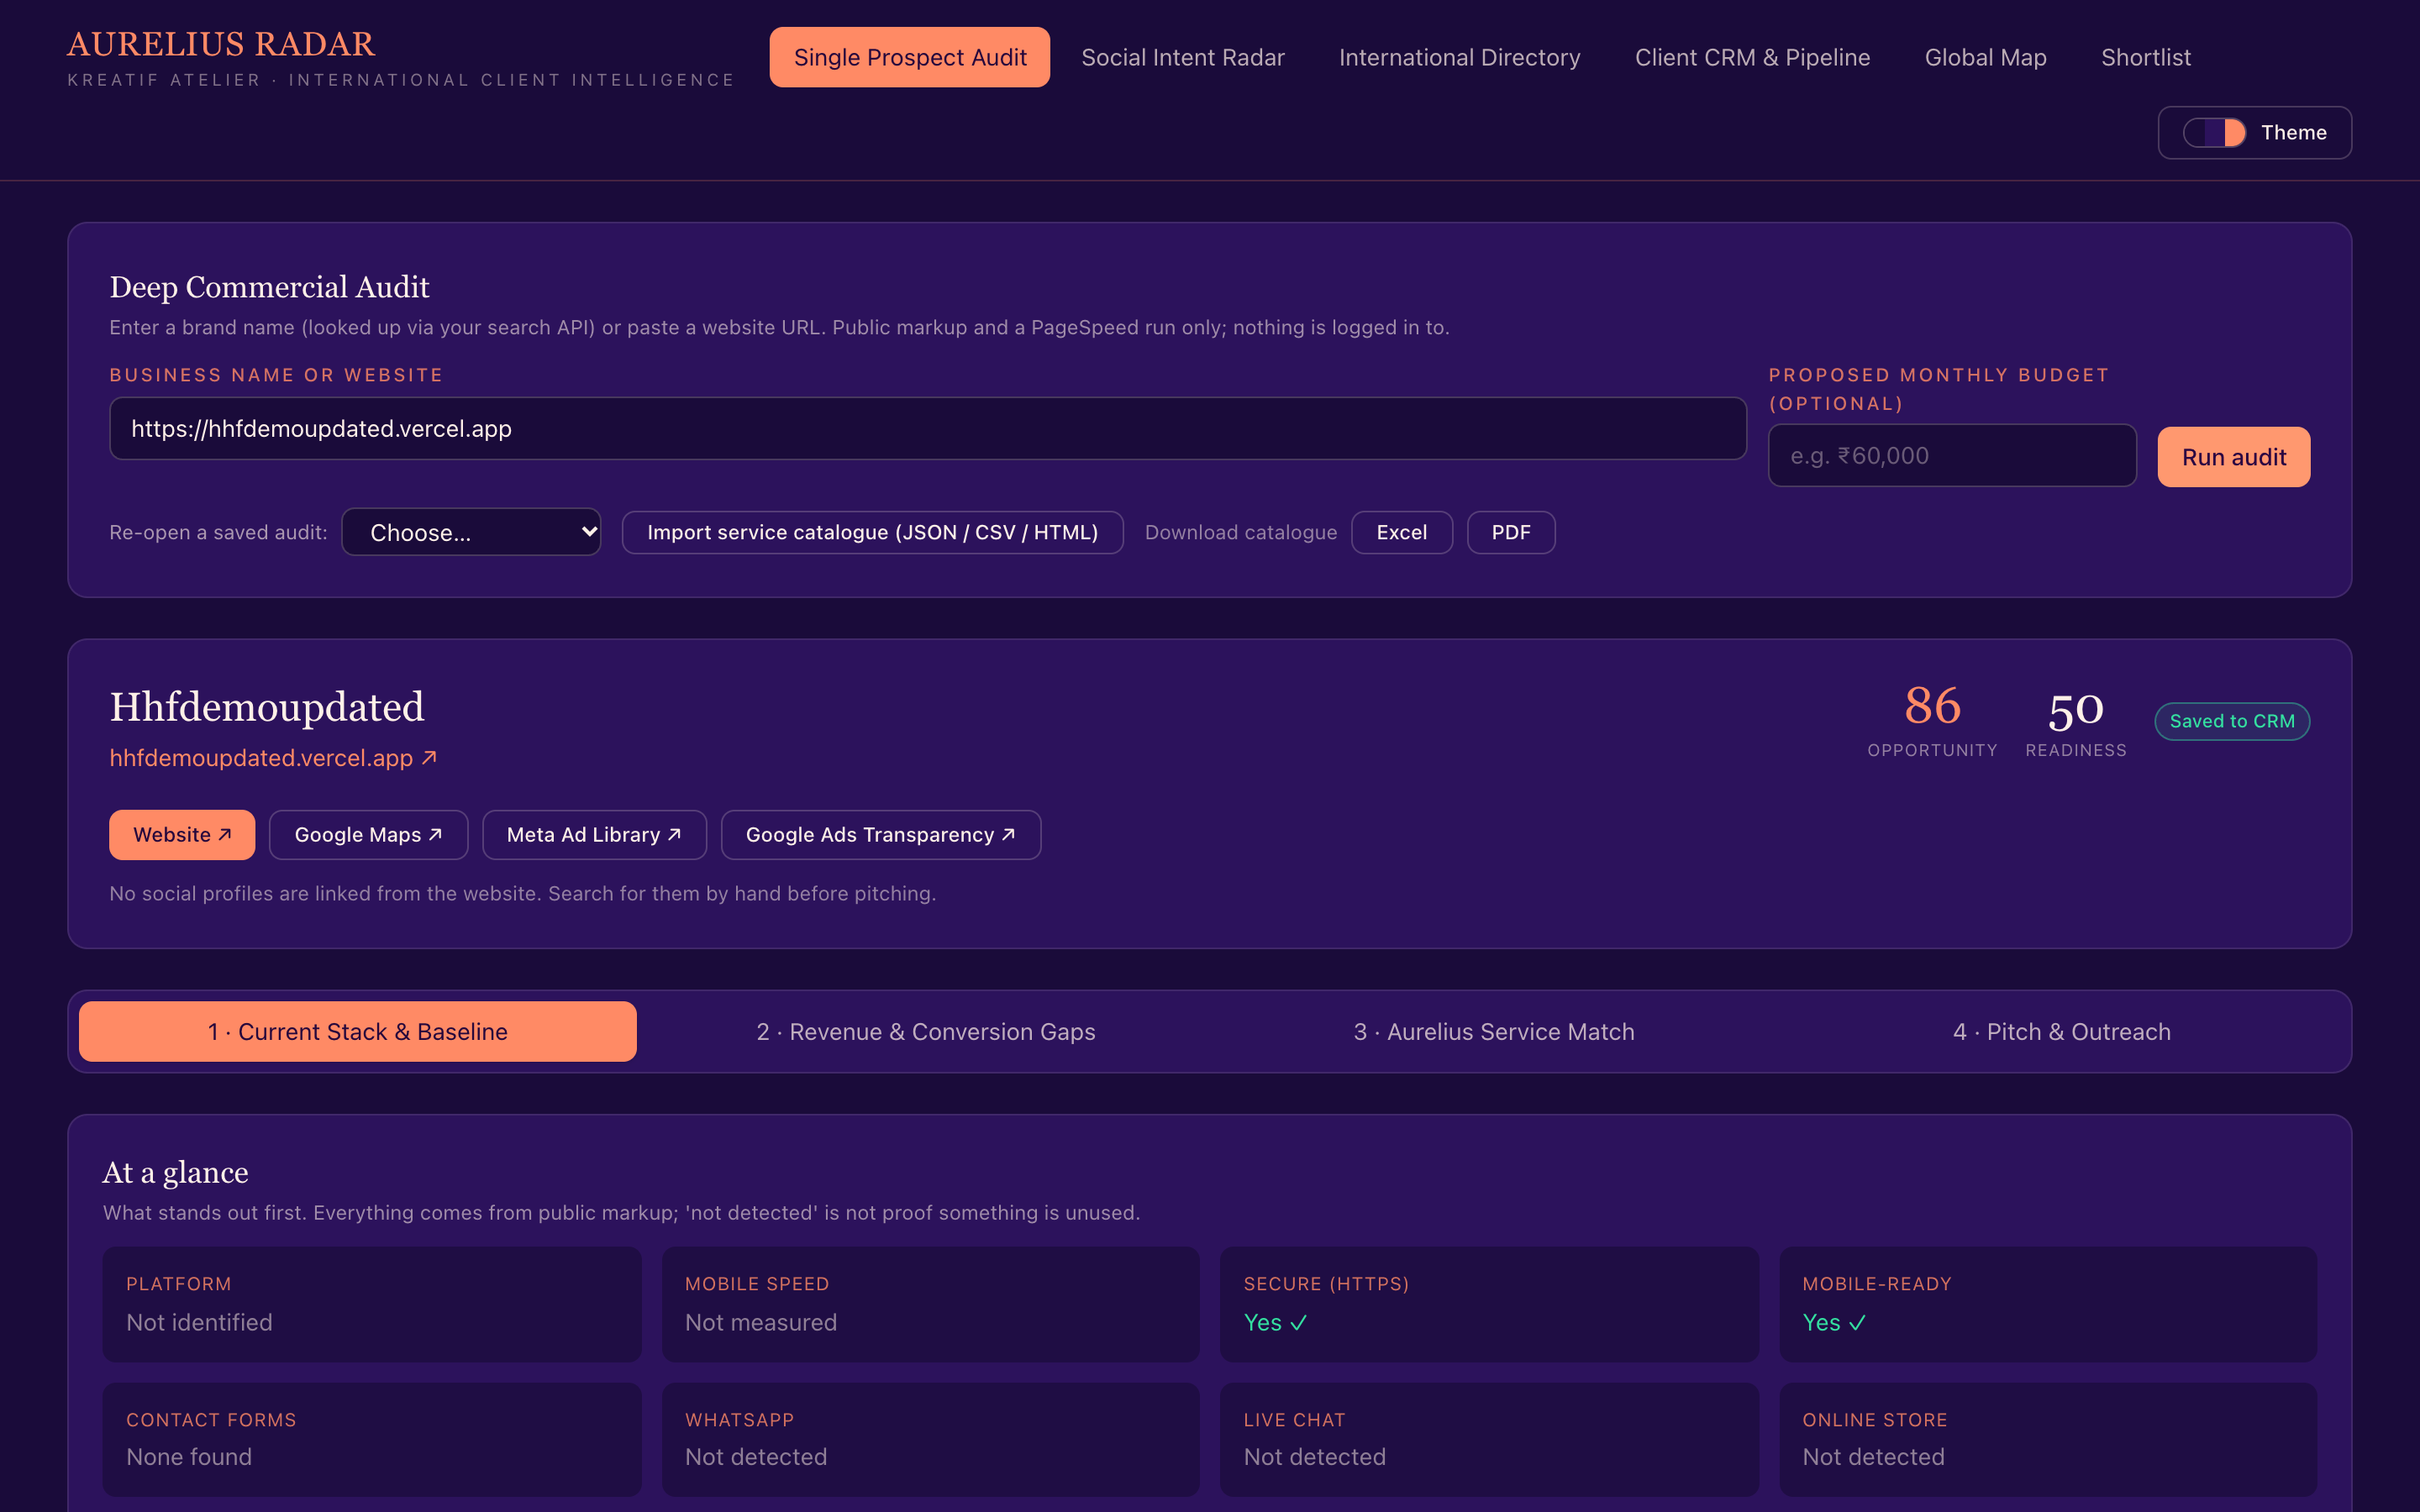 AURELIUS RADAR
KREATIF ATELIER · INTERNATIONAL CLIENT INTELLIGENCE
Single Prospect Audit
Social Intent Radar
International Directory
Client CRM & Pipeline
Global Map
Shortlist
Theme
Deep Commercial Audit
Enter a brand name (looked up via your search API) or paste a website URL. Public markup and a PageSpeed run only; nothing is logged in to.
BUSINESS NAME OR WEBSITE
https://hhfdemoupdated.vercel.app
PROPOSED MONTHLY BUDGET
(OPTIONAL)
e.g. ₹60,000
Run audit
Re-open a saved audit:
Choose...
Import service catalogue (JSON / CSV / HTML)
Download catalogue
Excel
PDF
Hhfdemoupdated
hhfdemoupdated.vercel.app ↗
86
OPPORTUNITY
50
READINESS
Saved to CRM
Website ↗
Google Maps ↗
Meta Ad Library ↗
Google Ads Transparency ↗
No social profiles are linked from the website. Search for them by hand before pitching.
1 · Current Stack & Baseline
2 · Revenue & Conversion Gaps
3 · Aurelius Service Match
4 · Pitch & Outreach
At a glance
What stands out first. Everything comes from public markup; 'not detected' is not proof something is unused.
PLATFORM
Not identified
MOBILE SPEED
Not measured
SECURE (HTTPS)
Yes ✓
MOBILE-READY
Yes ✓
CONTACT FORMS
None found
WHATSAPP
Not detected
LIVE CHAT
Not detected
ONLINE STORE
Not detected